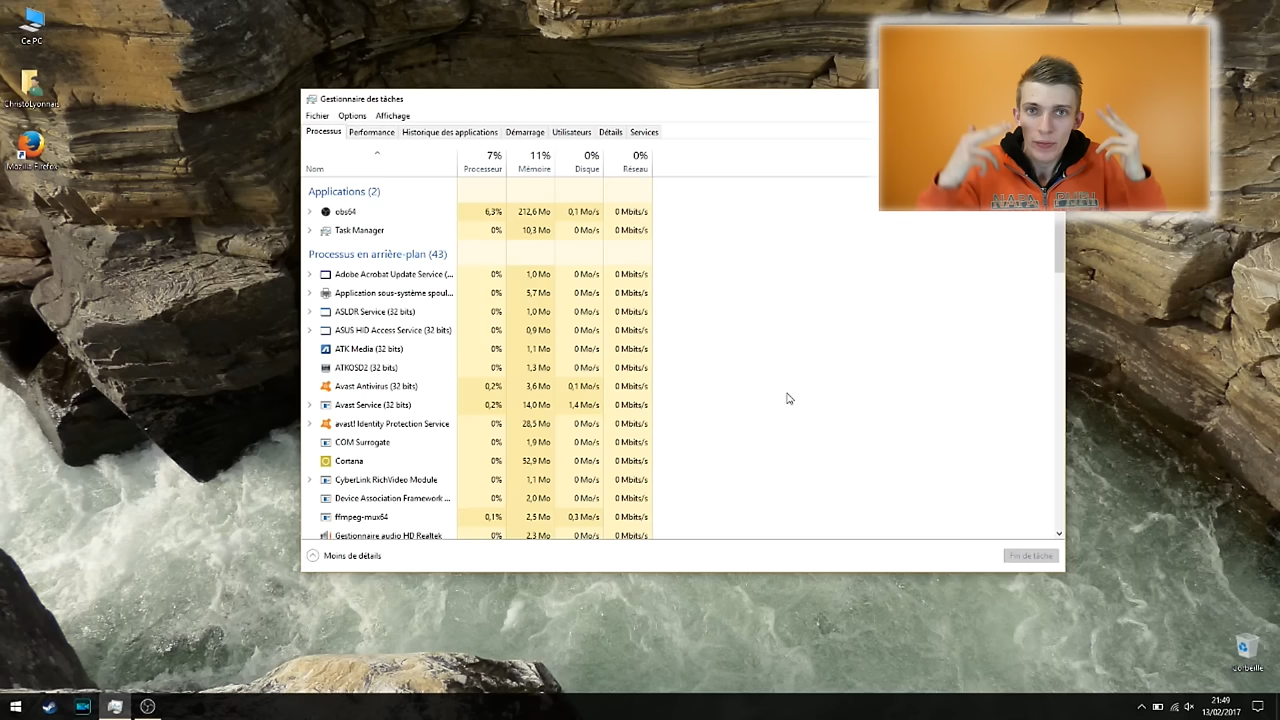 Ce PC
ChristoLyonnais
Mozilla Firefox
Gestionnaire des tâches
Fichier Options Affichage
Processus Performance Historique des applications Démarrage Utilisateurs Détails Services
7% 11% 0% 0%
Nom Processeur Mémoire Disque Réseau
Applications (2)
obs64 6,3% 212,6 Mo 0,1 Mo/s 0 Mbits/s
Task Manager 0% 10,3 Mo 0 Mo/s 0 Mbits/s
Processus en arrière-plan (43)
Adobe Acrobat Update Service (... 0% 1,0 Mo 0 Mo/s 0 Mbits/s
Application sous-système spoul... 0% 5,7 Mo 0 Mo/s 0 Mbits/s
ASLDR Service (32 bits) 0% 1,0 Mo 0 Mo/s 0 Mbits/s
ASUS HID Access Service (32 bits) 0% 0,9 Mo 0 Mo/s 0 Mbits/s
ATK Media (32 bits) 0% 1,1 Mo 0 Mo/s 0 Mbits/s
ATKOSD2 (32 bits) 0% 1,3 Mo 0 Mo/s 0 Mbits/s
Avast Antivirus (32 bits) 0,2% 3,6 Mo 0,1 Mo/s 0 Mbits/s
Avast Service (32 bits) 0,2% 14,0 Mo 1,4 Mo/s 0 Mbits/s
avast! Identity Protection Service 0% 28,5 Mo 0 Mo/s 0 Mbits/s
COM Surrogate 0% 1,9 Mo 0 Mo/s 0 Mbits/s
Cortana 0% 52,9 Mo 0 Mo/s 0 Mbits/s
CyberLink RichVideo Module 0% 1,1 Mo 0 Mo/s 0 Mbits/s
Device Association Framework ... 0% 2,0 Mo 0 Mo/s 0 Mbits/s
ffmpeg-mux64 0,1% 2,5 Mo 0,3 Mo/s 0 Mbits/s
Gestionnaire audio HD Realtek 0% 2,3 Mo 0 Mo/s 0 Mbits/s
Moins de détails
Fin de tâche
Corbeille
21:49
13/02/2017